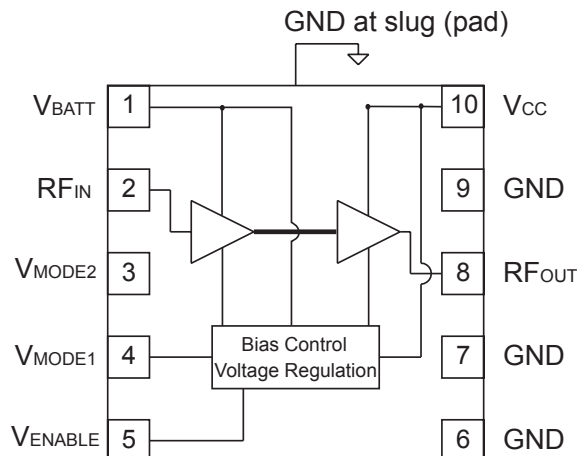 GND at slug (pad)
VBATT 1 10 VCC
RFIN 2 9 GND
VMODE2 3 8 RFOUT
VMODE1 4 Bias Control 7 GND
Voltage Regulation
VENABLE 5 6 GND